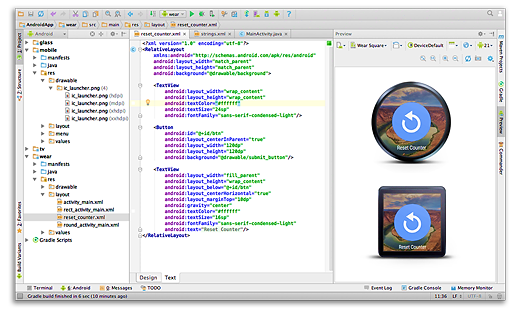 wear
AndroidApp wear src main res layout reset_counter.xml
Android
reset_counter.xml strings.xml MainActivity.java
Preview
1: Project
Z: Structure
2: Favorites
Build Variants
glass
mobile
manifests
java
res
drawable
ic_launcher.png (4)
ic_launcher.png (hdpi)
ic_launcher.png (mdpi)
ic_launcher.png (xhdpi)
ic_launcher.png (xxhdpi)
layout
menu
values
tv
wear
manifests
java
res
drawable
layout
activity_main.xml
rect_activity_main.xml
reset_counter.xml
round_activity_main.xml
values
Gradle Scripts
<?xml version="1.0" encoding="utf-8"?>
<RelativeLayout
xmlns:android="http://schemas.android.com/apk/res/android"
android:layout_width="match_parent"
android:layout_height="match_parent"
android:background="@drawable/background">
<TextView
android:layout_width="wrap_content"
android:layout_height="wrap_content"
android:textColor="#ffffff"
android:textSize="24sp"
android:fontFamily="sans-serif-condensed-light"/>
<Button
android:id="@+id/btn"
android:layout_centerInParent="true"
android:layout_width="120dp"
android:layout_height="120dp"
android:background="@drawable/submit_button"/>
<TextView
android:layout_width="fill_parent"
android:layout_height="wrap_content"
android:layout_below="@+id/btn"
android:layout_centerHorizontal="true"
android:layout_marginTop="10dp"
android:gravity="center"
android:textColor="#ffffff"
android:textSize="16sp"
android:fontFamily="sans-serif-condensed-light"
android:text="Reset Counter"/>
</RelativeLayout>
Design Text
Wear Square DeviceDefault 21
Reset Counter
Reset Counter
Maven Projects
Gradle
Preview
Commander
Terminal 6: Android 0: Messages TODO Event Log Gradle Console Memory Monitor
Gradle build finished in 6 sec (10 minutes ago) 11:36 LF UTF-8